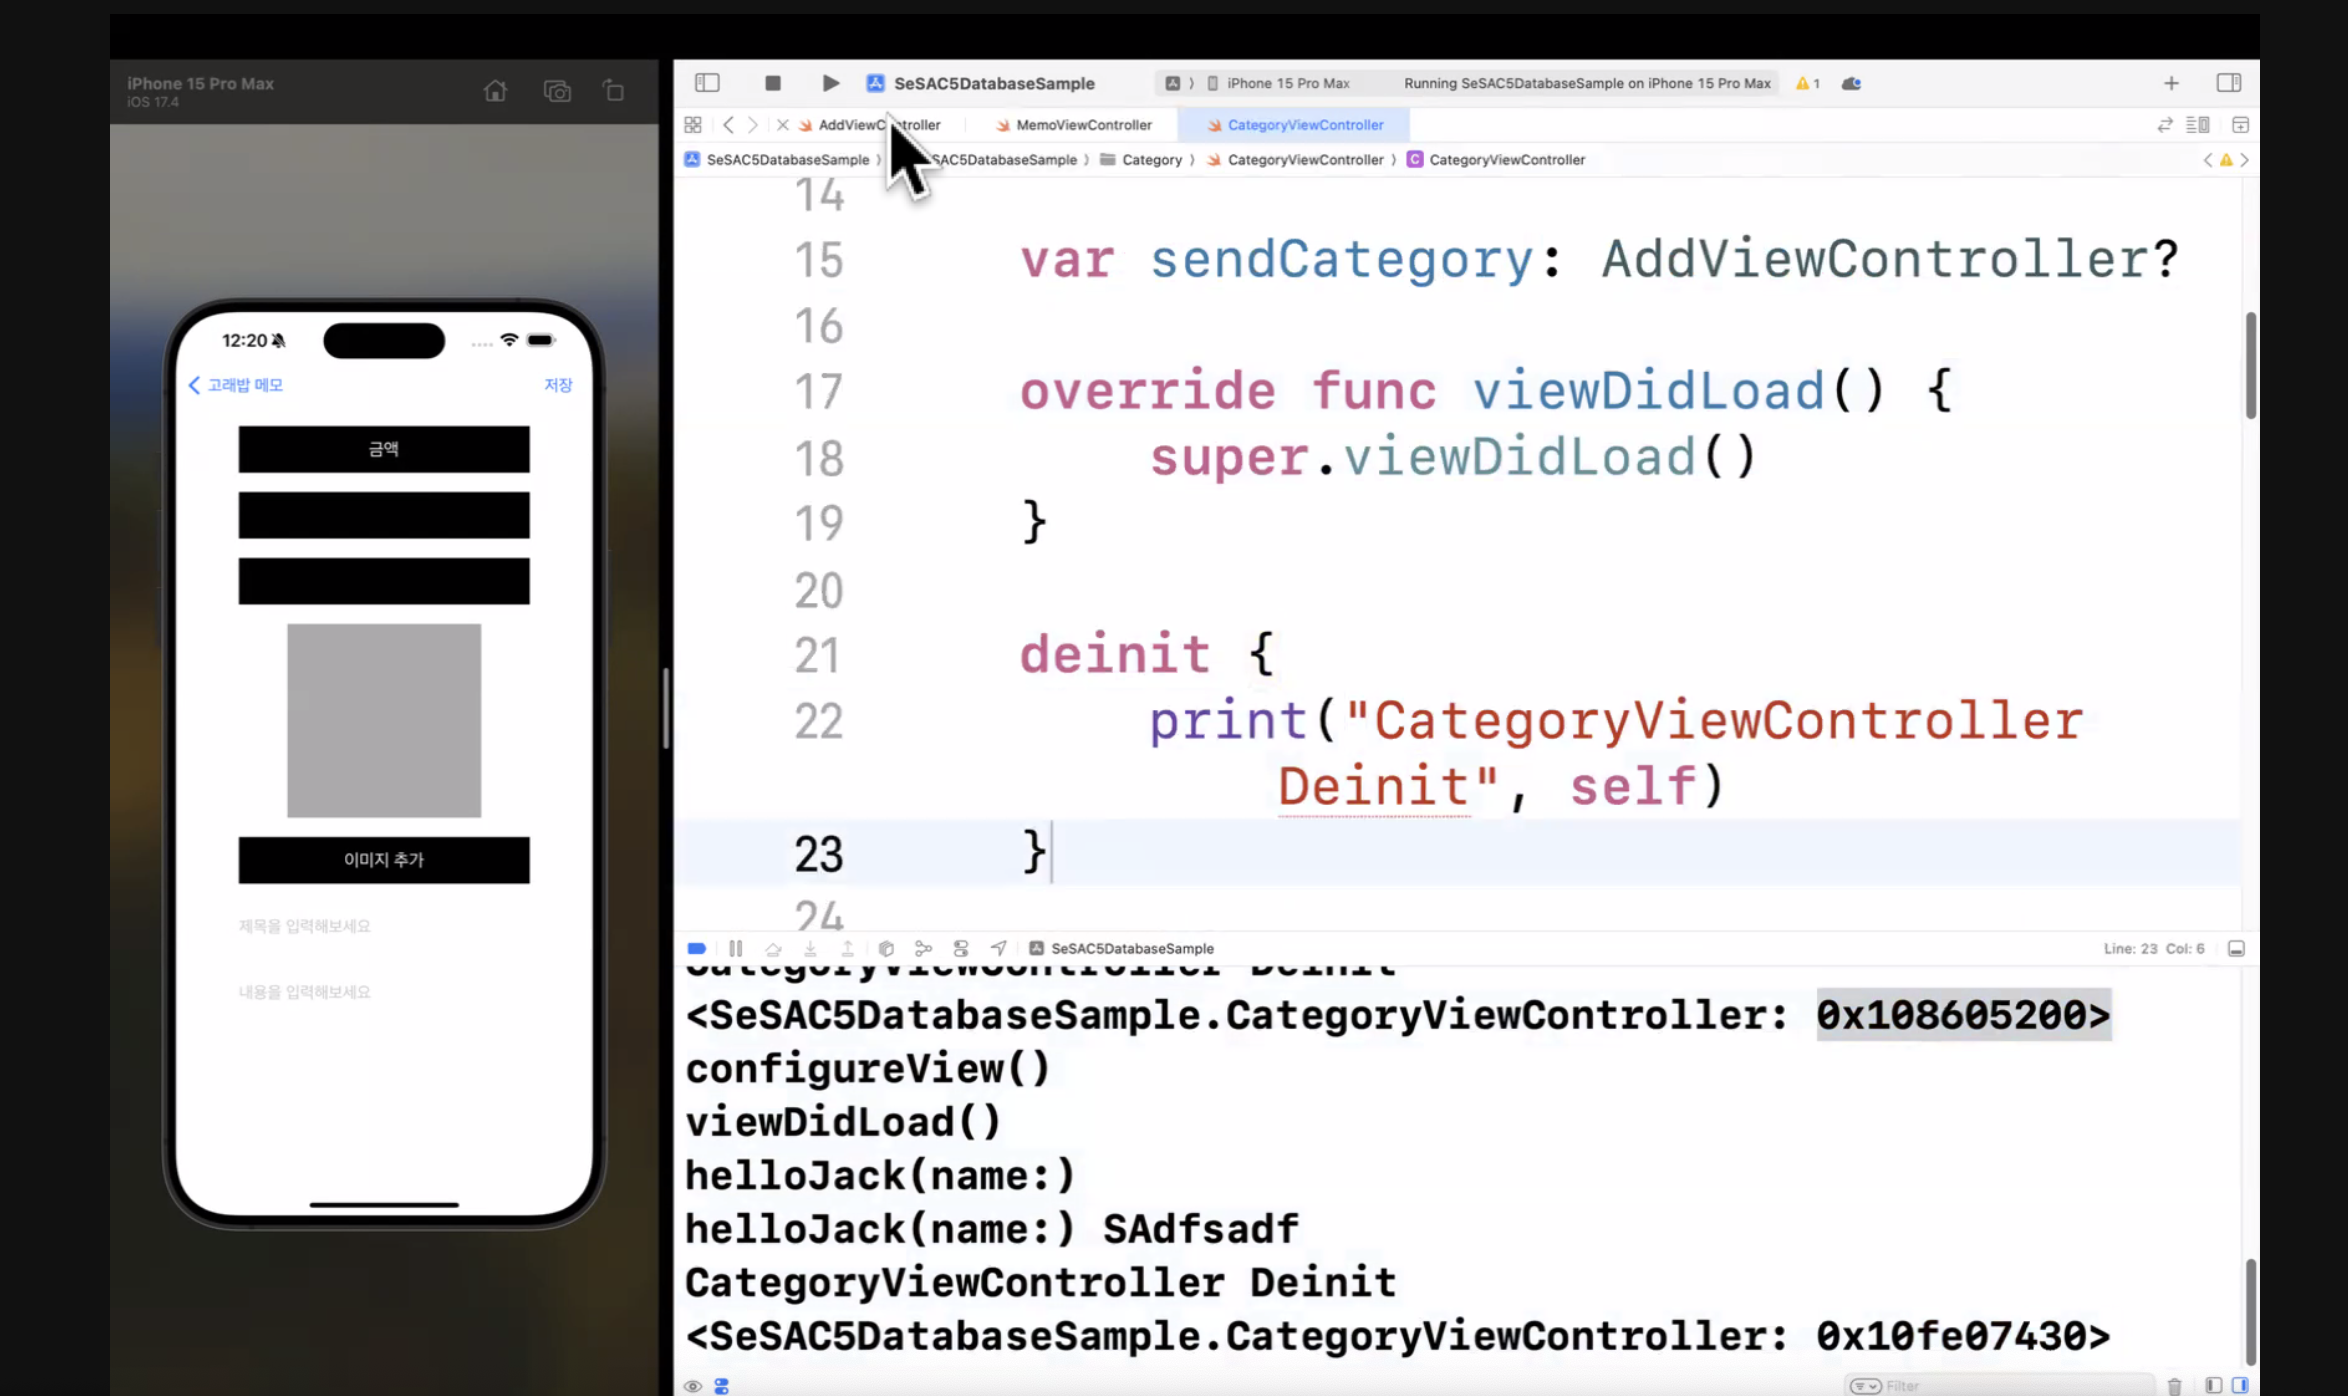 iPhone 15 Pro Max
iOS 17.4
12:20
고래밥 메모
저장
금액
이미지 추가
제목을 입력해보세요
내용을 입력해보세요
SeSAC5DatabaseSample
iPhone 15 Pro Max
Running SeSAC5DatabaseSample on iPhone 15 Pro Max
1
AddViewController
MemoViewController
CategoryViewController
SeSAC5DatabaseSample
SAC5DatabaseSample
Category
CategoryViewController
C CategoryViewController
14
15 var sendCategory: AddViewController?
16
17 override func viewDidLoad() {
18 super.viewDidLoad()
19 }
20
21 deinit {
22 print("CategoryViewController
Deinit", self)
23 }
24
SeSAC5DatabaseSample
Line: 23 Col: 6
CategoryViewController Deinit
<SeSAC5DatabaseSample.CategoryViewController: 0x108605200>
configureView()
viewDidLoad()
helloJack(name:)
helloJack(name:) SAdfsadf
CategoryViewController Deinit
<SeSAC5DatabaseSample.CategoryViewController: 0x10fe07430>
Filter